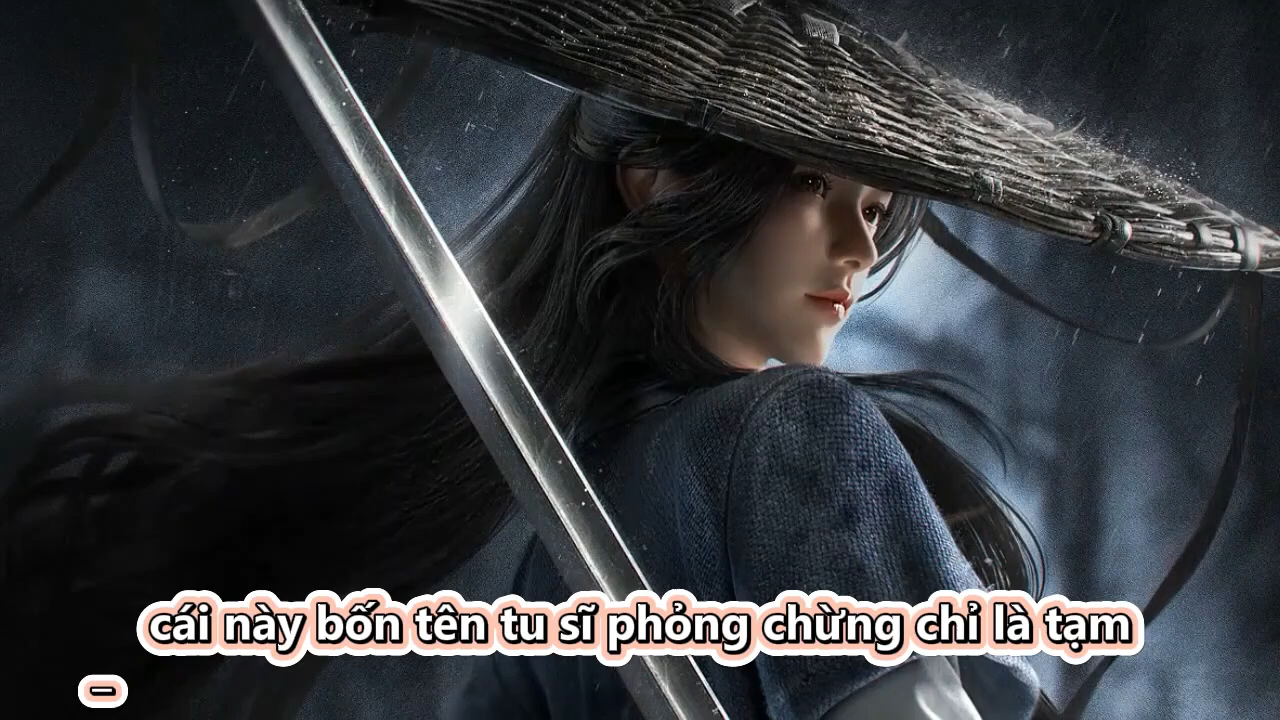 cái này bốn tên tu sĩ phỏng chừng chỉ là tạm
–